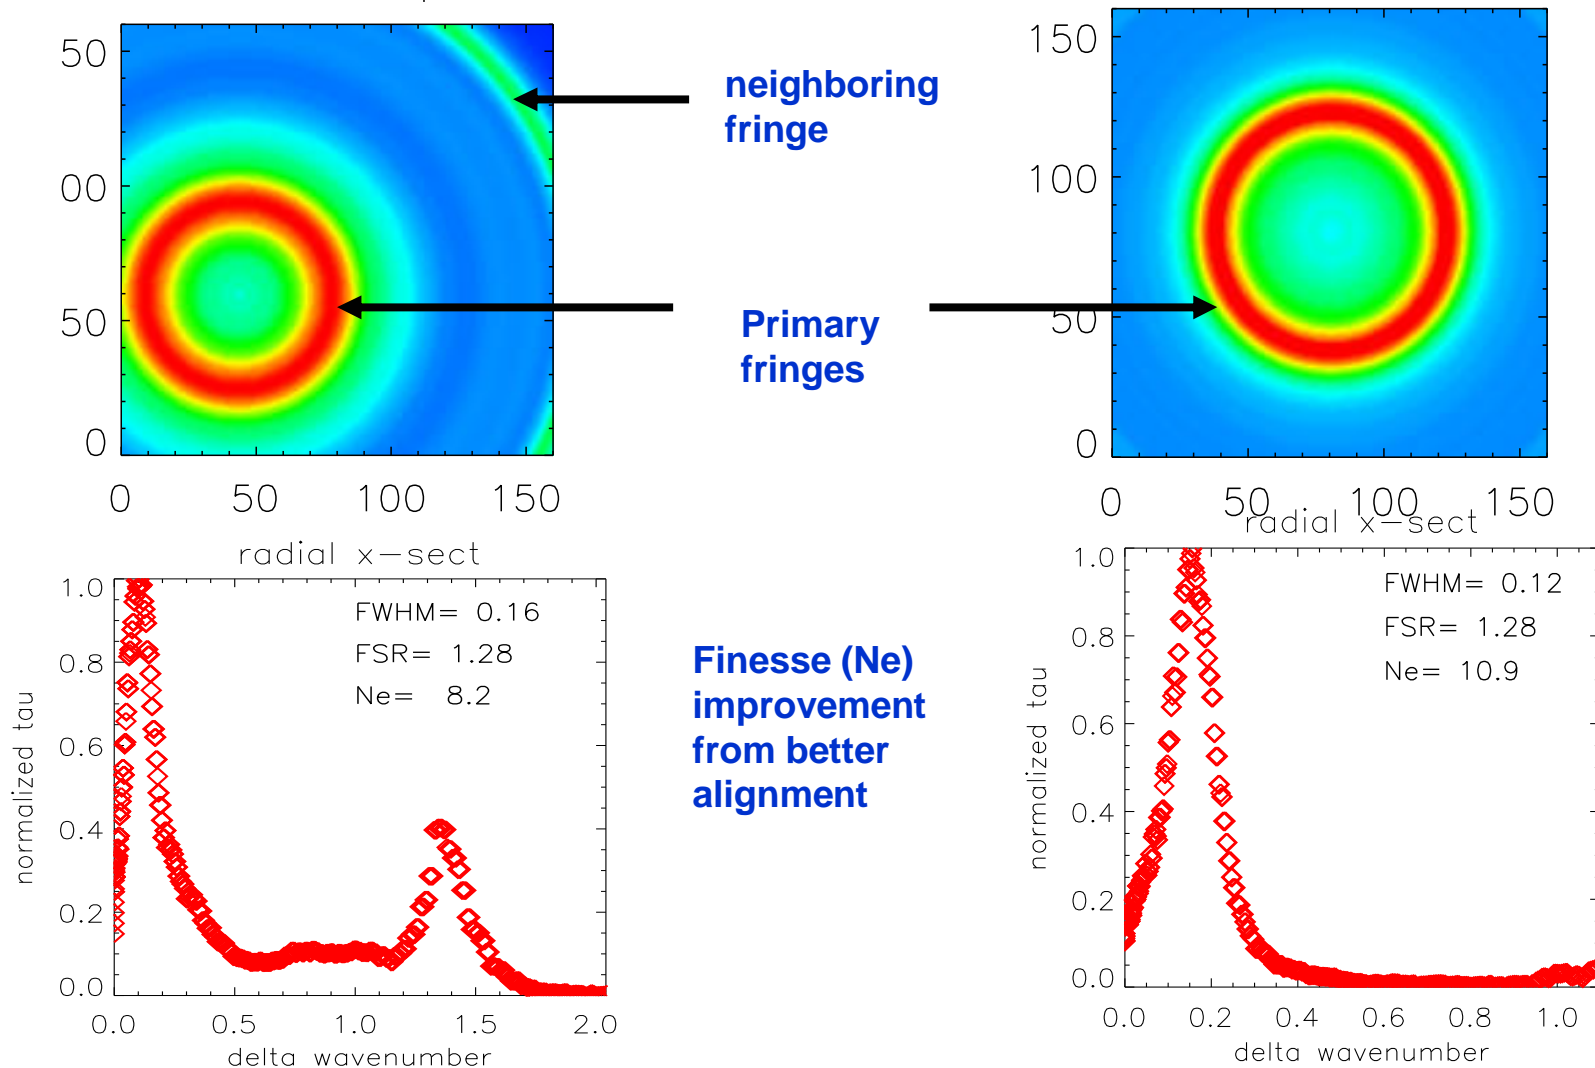 50
00
50
0
0 50 100 150
radial x-sect
neighboring
fringe
Primary
fringes
150
100
50
0
0 50 100 150
radial x-sect
1.0
0.8
0.6
0.4
0.2
0.0
0.0 0.5 1.0 1.5 2.0
normalized tau
delta wavenumber
FWHM= 0.16
FSR= 1.28
Ne= 8.2
Finesse (Ne)
improvement
from better
alignment
1.0
0.8
0.6
0.4
0.2
0.0
0.0 0.2 0.4 0.6 0.8 1.0
normalized tau
delta wavenumber
FWHM= 0.12
FSR= 1.28
Ne= 10.9